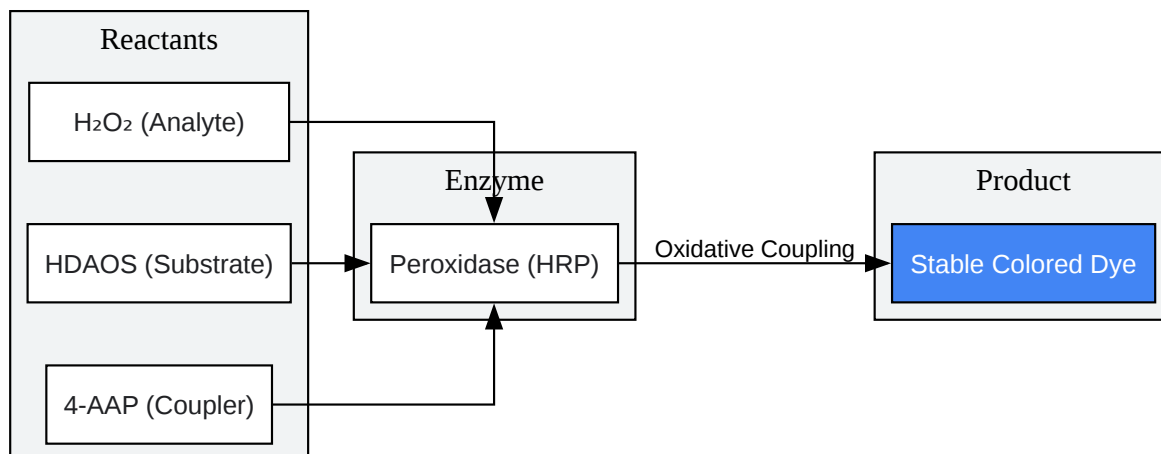 Reactants
H₂O₂ (Analyte)
HDAOS (Substrate)
4-AAP (Coupler)
Enzyme
Peroxidase (HRP)
Oxidative Coupling
Product
Stable Colored Dye